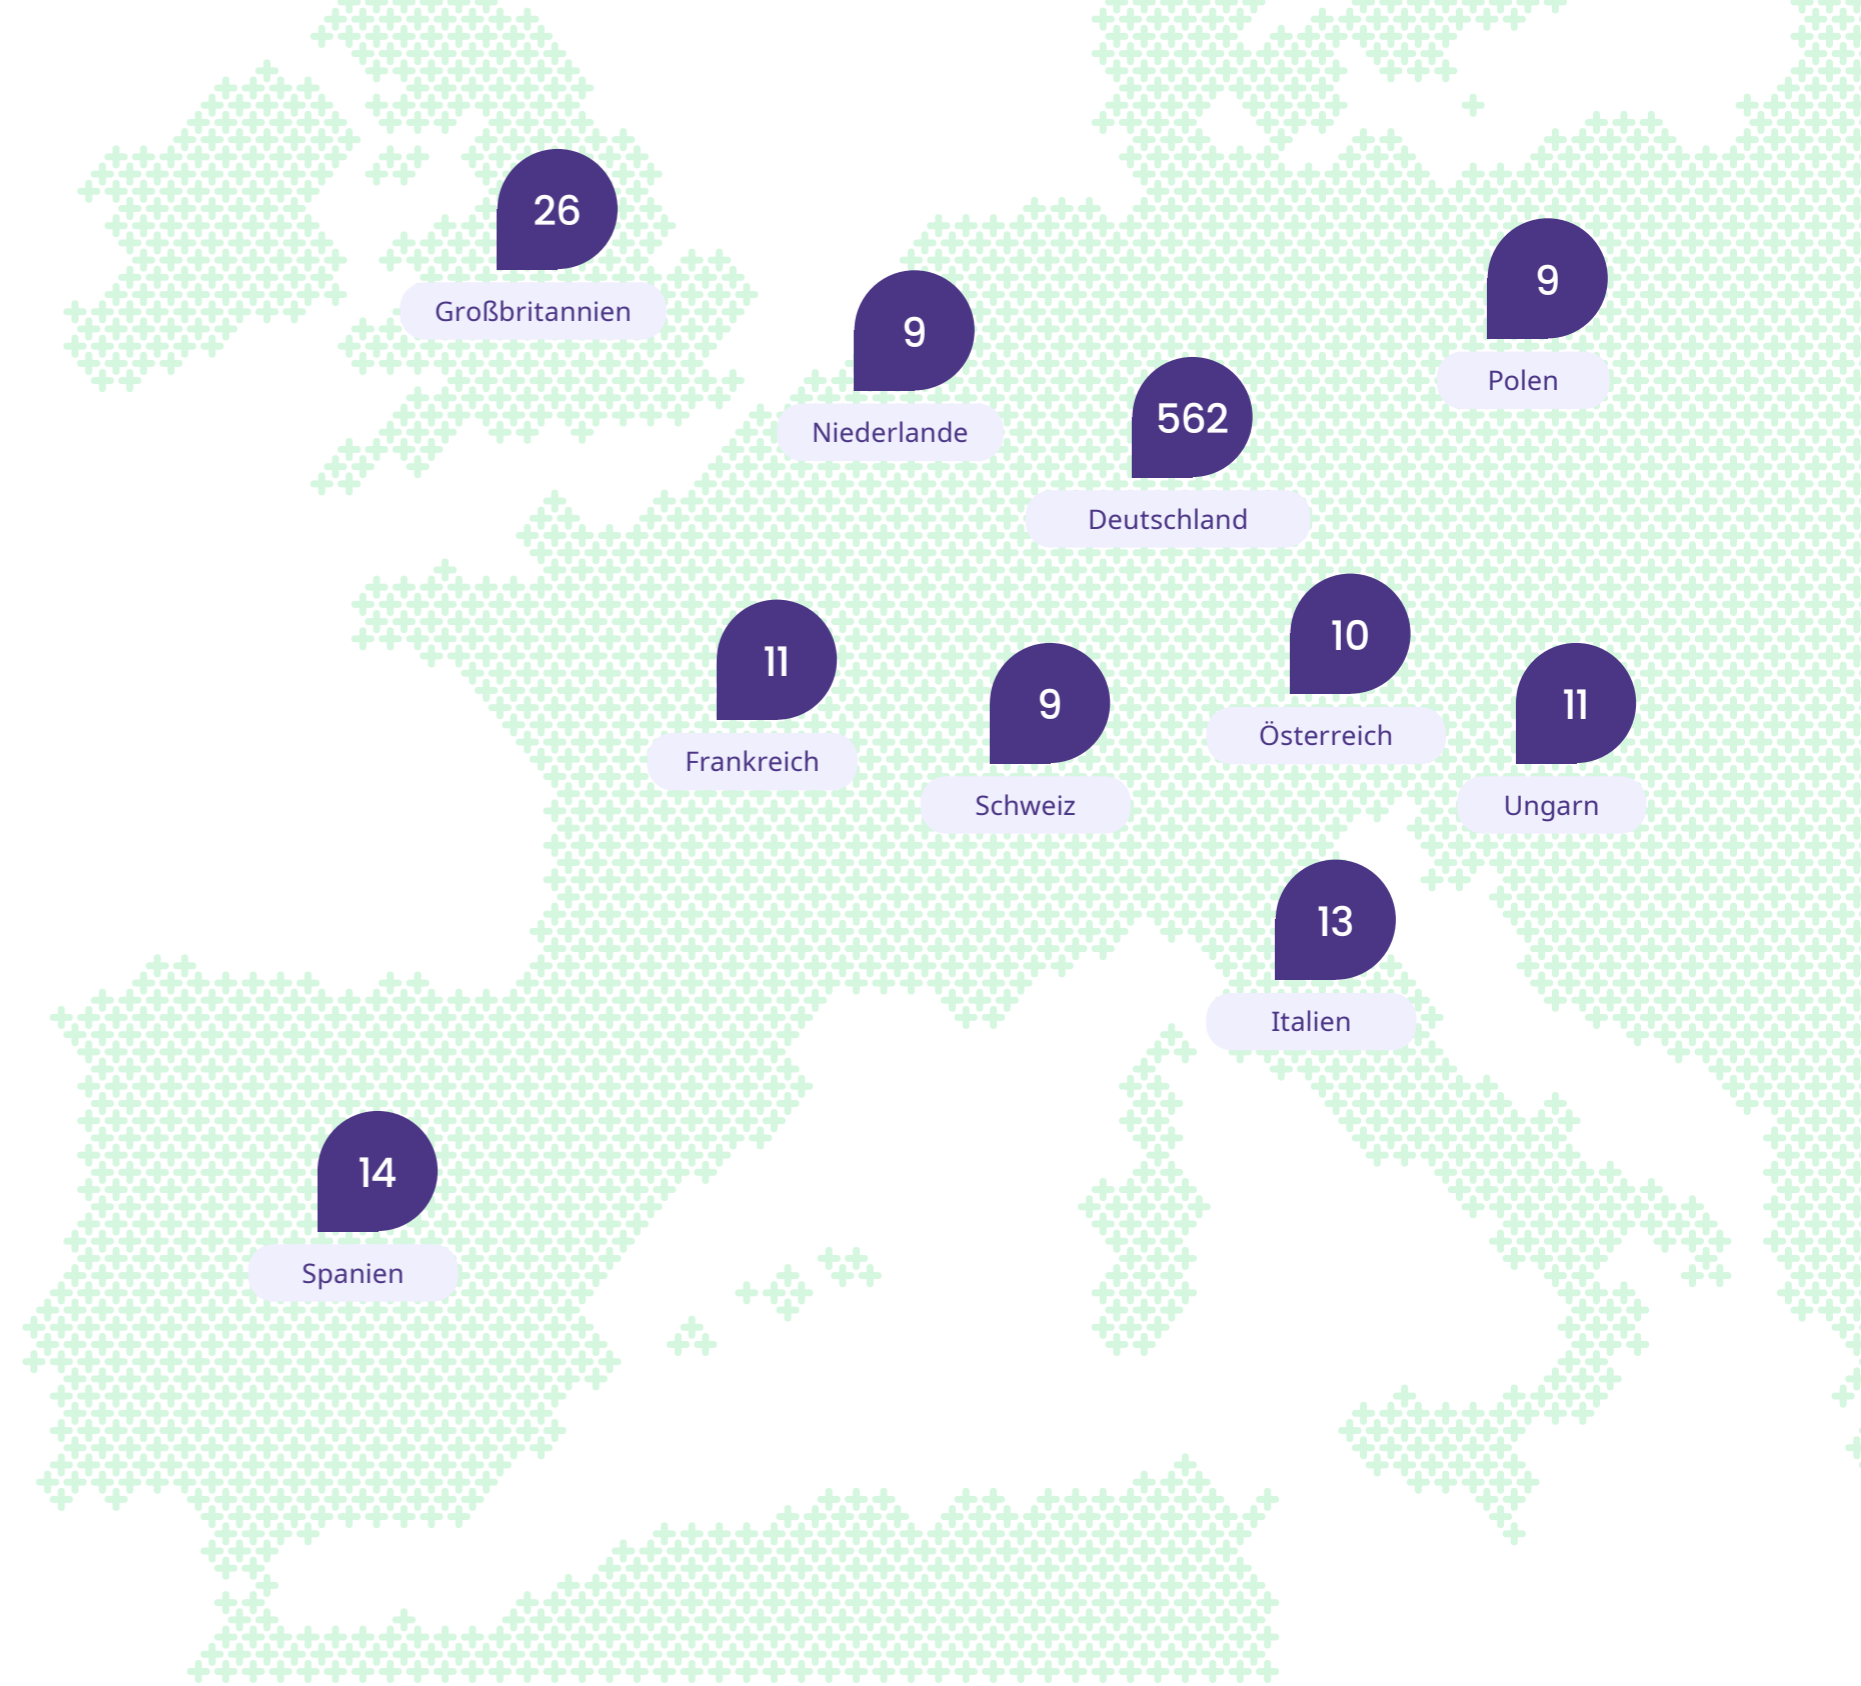 26
Großbritannien
9
Polen
9
Niederlande
562
Deutschland
10
Österreich
11
Frankreich
9
Schweiz
11
Ungarn
13
Italien
14
Spanien